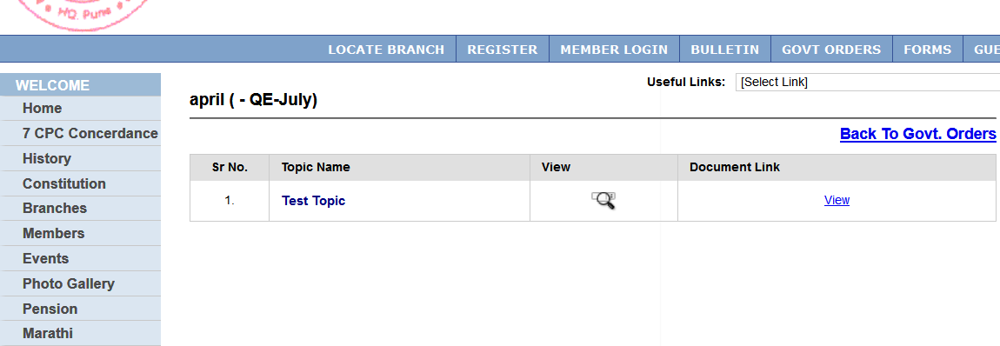 HQ. Pune
LOCATE BRANCH REGISTER MEMBER LOGIN BULLETIN GOVT ORDERS FORMS GUE
WELCOME
Home
7 CPC Concordance
History
Constitution
Branches
Members
Events
Photo Gallery
Pension
Marathi
Useful Links: [Select Link]
april ( - QE-July)
Back To Govt. Orders
Sr No. Topic Name View Document Link
1. Test Topic View